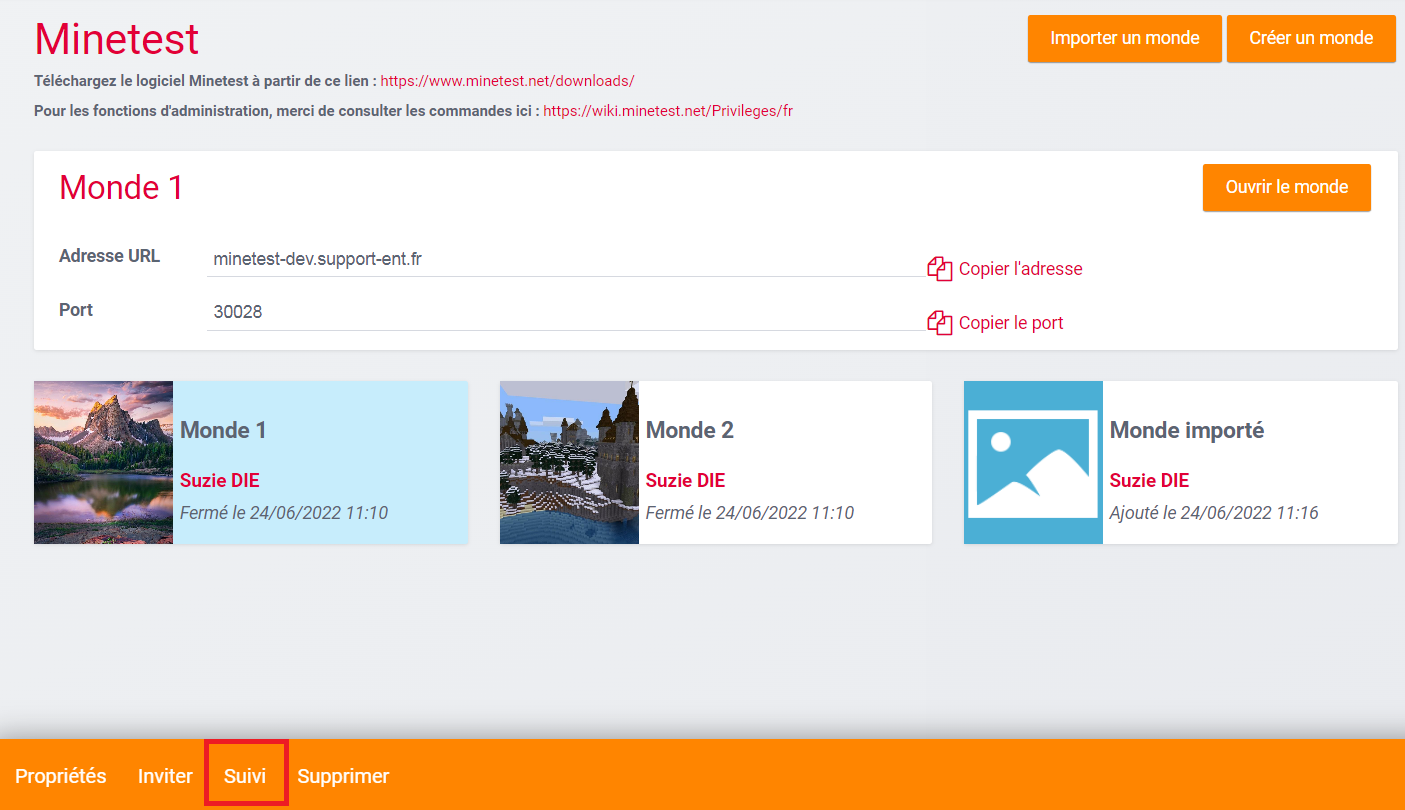 Minetest
Importer un monde
Créer un monde
Téléchargez le logiciel Minetest à partir de ce lien : https://www.minetest.net/downloads/
Pour les fonctions d'administration, merci de consulter les commandes ici : https://wiki.minetest.net/Privileges/fr
Monde 1
Ouvrir le monde
Adresse URL
minetest-dev.support-ent.fr
Copier l'adresse
Port
30028
Copier le port
Monde 1
Suzie DIE
Fermé le 24/06/2022 11:10
Monde 2
Suzie DIE
Fermé le 24/06/2022 11:10
Monde importé
Suzie DIE
Ajouté le 24/06/2022 11:16
Propriétés
Inviter
Suivi
Supprimer